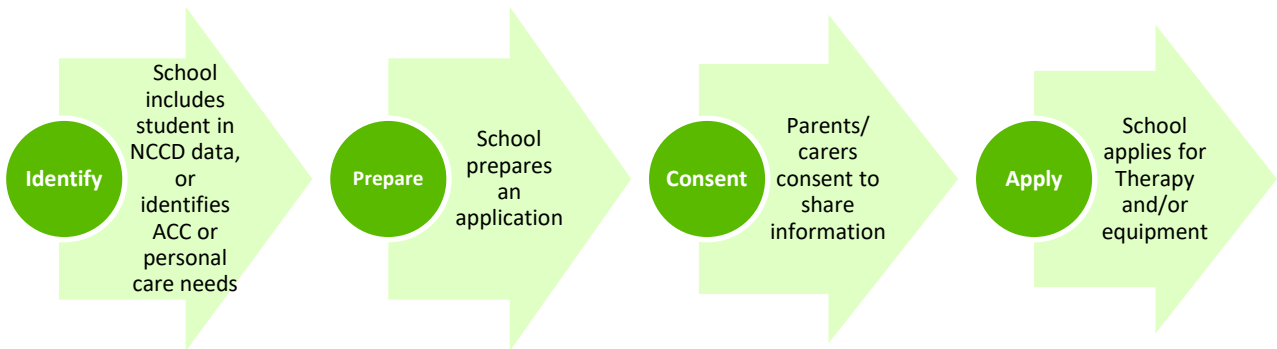 Identify
School
includes
student in
NCCD data,
or
identifies
ACC or
personal
care needs
Prepare
School
prepares
an
application
Consent
Parents/
carers
consent to
share
information
Apply
School
applies for
Therapy
and/or
equipment